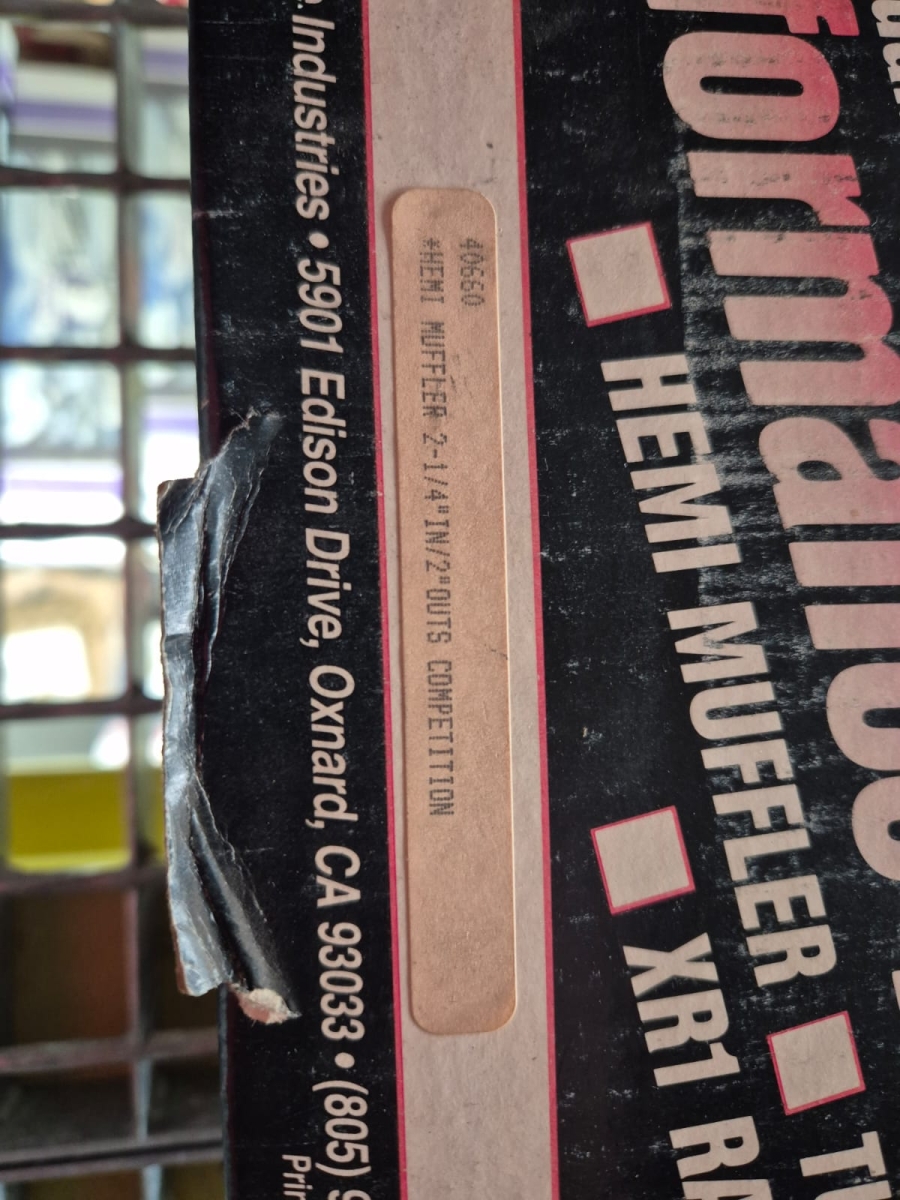 formance
HEMI MUFFLER
XR1
40660
*HEMI MUFFLER 2-1/4"IN/2"OUTS COMPETITION
Industries • 5901 Edison Drive, Oxnard, CA 93033 • (805)